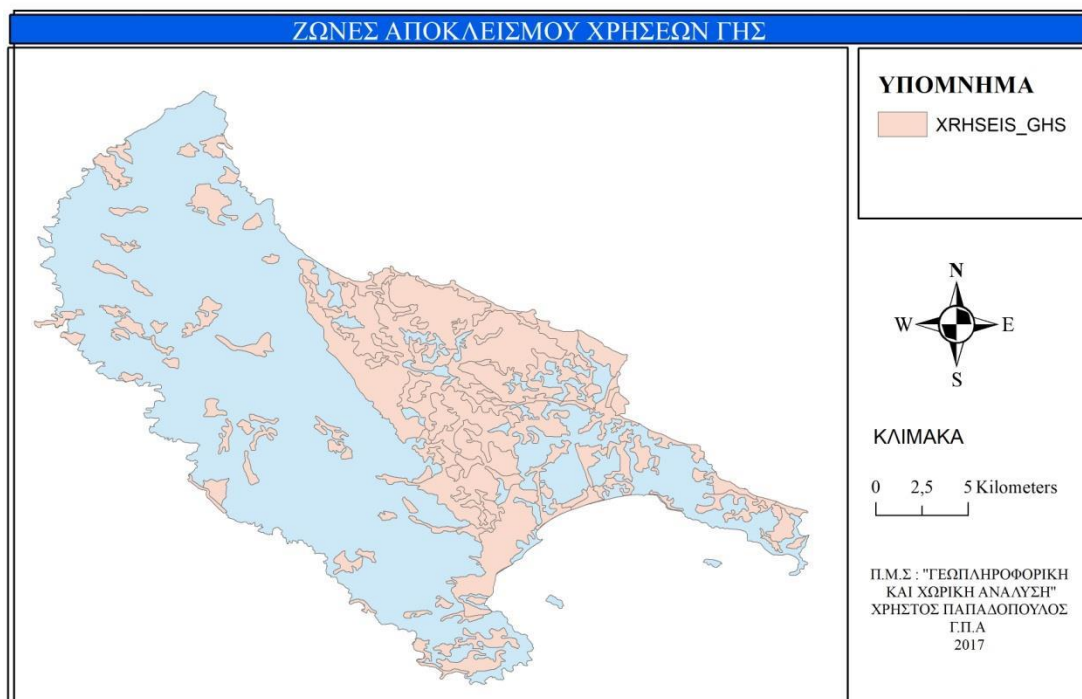 ΖΩΝΕΣ ΑΠΟΚΛΕΙΣΜΟΥ ΧΡΗΣΕΩΝ ΓΗΣ
ΥΠΟΜΝΗΜΑ
XRHSEIS_GHS
N
W E
S
ΚΛΙΜΑΚΑ
0 2,5 5 Kilometers
Π.Μ.Σ : "ΓΕΩΠΛΗΡΟΦΟΡΙΚΗ
ΚΑΙ ΧΩΡΙΚΗ ΑΝΑΛΥΣΗ"
ΧΡΗΣΤΟΣ ΠΑΠΑΔΟΠΟΥΛΟΣ
Γ.Π.Α
2017